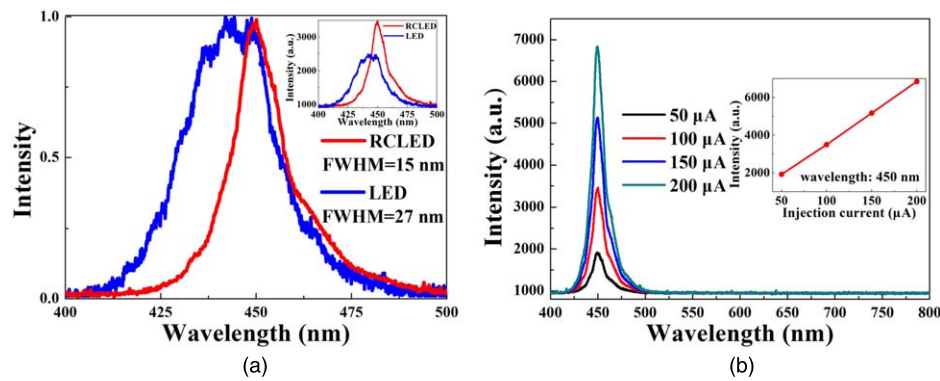 (a)
1.0
0.5
0.0
Intensity
400
425
450
475
500
Wavelength (nm)
RCLED
FWHM=15 nm
LED
FWHM=27 nm
RCLED
LED
3000
2000
1000
Intensity (a.u.)
400
425
450
475
500
Wavelength (nm)
(a)
(b)
7000
6000
5000
4000
3000
2000
1000
Intensity (a.u.)
400
450
500
550
600
650
700
750
800
Wavelength (nm)
50 µA
100 µA
150 µA
200 µA
6000
4000
2000
Intensity (a.u.)
wavelength: 450 nm
50
100
150
200
Injection current (µA)
(b)